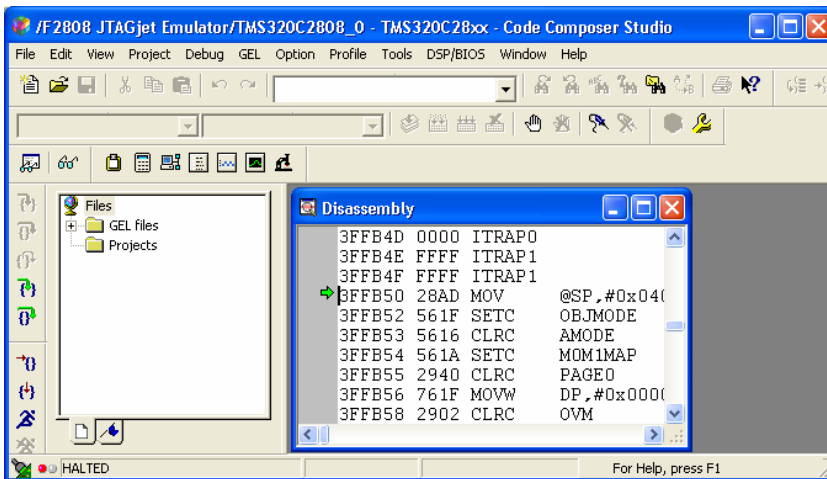 /F2808 JTAGjet Emulator/TMS320C2808_0 - TMS320C28xx - Code Composer Studio
File Edit View Project Debug GEL Option Profile Tools DSP/BIOS Window Help
Files
GEL files
Projects
Disassembly
3FFB4D 0000 ITRAP0
3FFB4E FFFF ITRAP1
3FFB4F FFFF ITRAP1
3FFB50 28AD MOV @SP,#0x040
3FFB52 561F SETC OBJMODE
3FFB53 5616 CLRC AMODE
3FFB54 561A SETC M0M1MAP
3FFB55 2940 CLRC PAGE0
3FFB56 761F MOVW DP,#0x0000
3FFB58 2902 CLRC OVM
HALTED
For Help, press F1